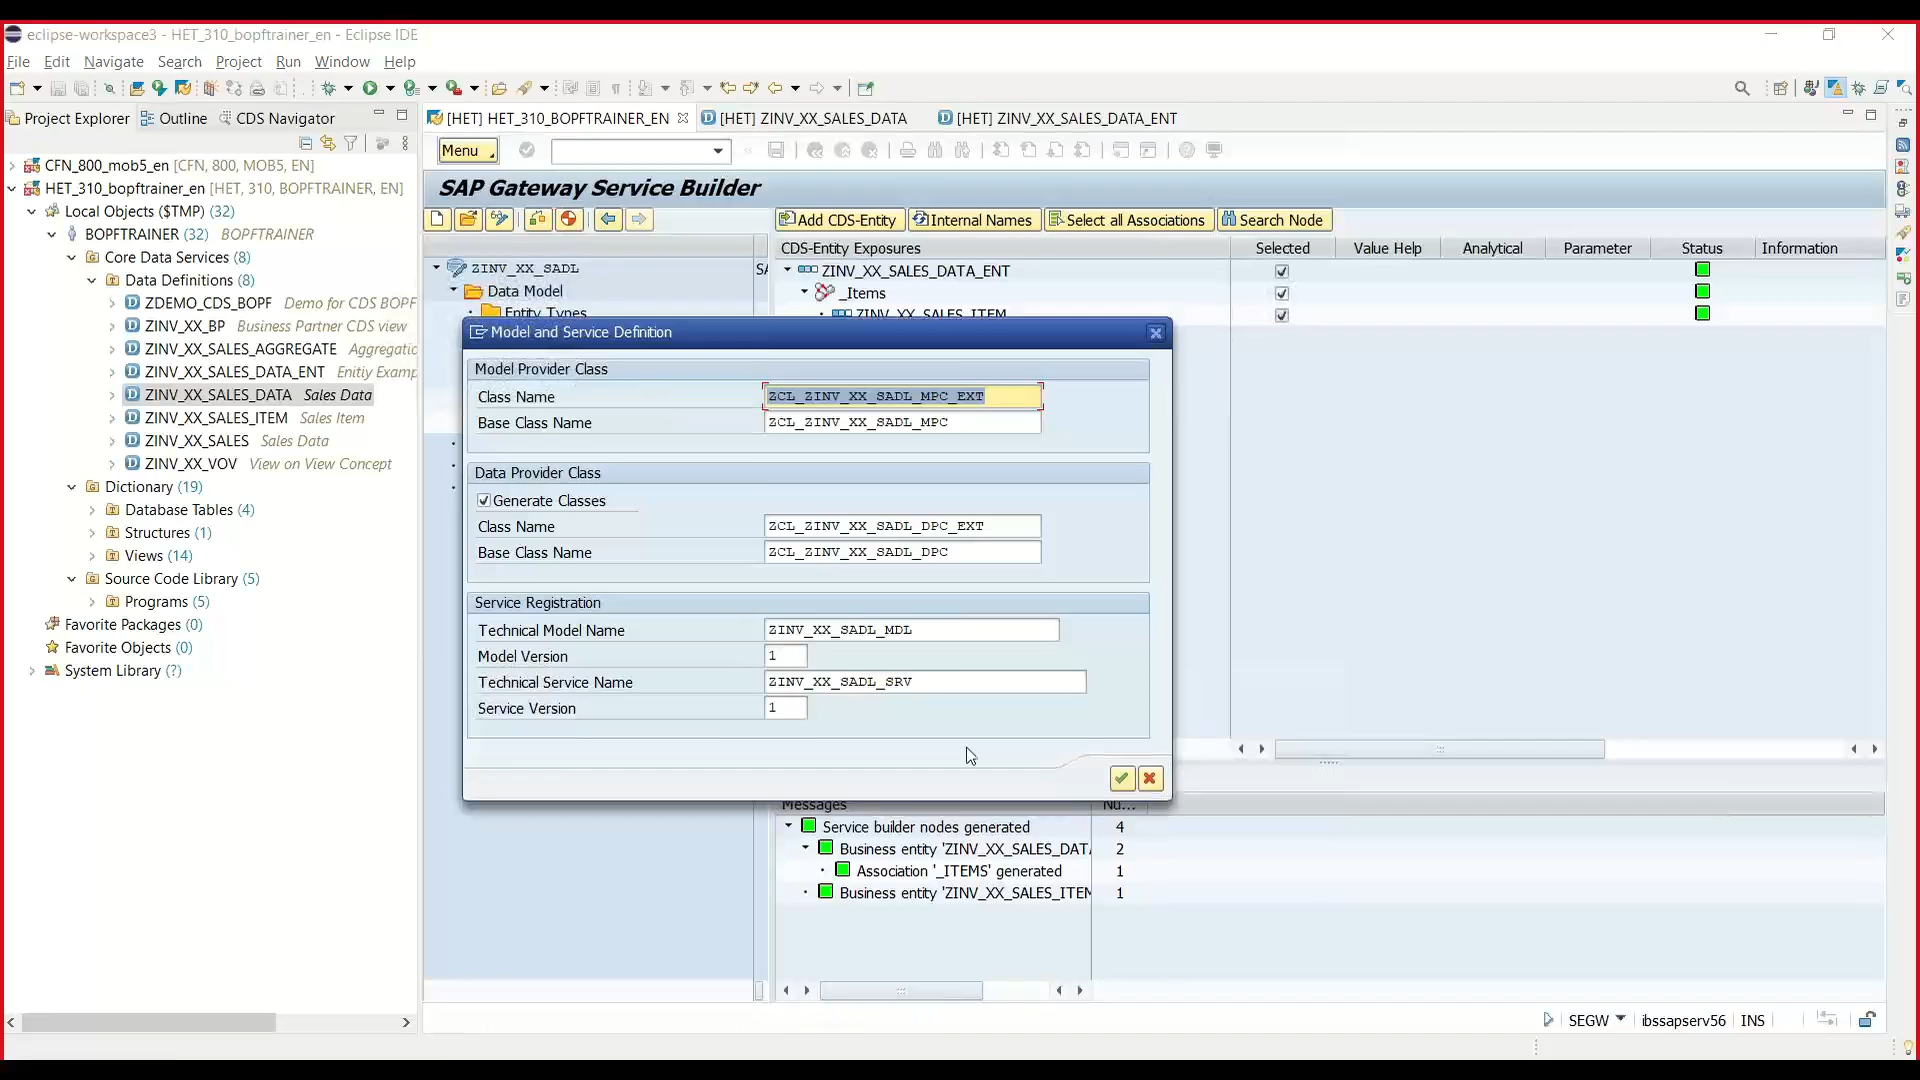 eclipse-workspace3 - HET_310_bopftrainer_en - Eclipse IDE
File Edit Navigate Search Project Run Window Help
Project Explorer Outline CDS Navigator
[HET] HET_310_BOPFTRAINER_EN [HET] ZINV_XX_SALES_DATA [HET] ZINV_XX_SALES_DATA_ENT
Menu
SAP Gateway Service Builder
Add CDS-Entity Internal Names Select all Associations Search Node
CFN_800_mob5_en [CFN, 800, MOB5, EN]
HET_310_bopftrainer_en [HET, 310, BOPFTRAINER, EN]
Local Objects ($TMP) (32)
BOPFTRAINER (32) BOPFTRAINER
Core Data Services (8)
Data Definitions (8)
ZDEMO_CDS_BOPF Demo for CDS BOPF
ZINV_XX_BP Business Partner CDS view
ZINV_XX_SALES_AGGREGATE Aggregatic
ZINV_XX_SALES_DATA_ENT Enitiy Examp
ZINV_XX_SALES_DATA Sales Data
ZINV_XX_SALES_ITEM Sales Item
ZINV_XX_SALES Sales Data
ZINV_XX_VOV View on View Concept
Dictionary (19)
Database Tables (4)
Structures (1)
Views (14)
Source Code Library (5)
Programs (5)
Favorite Packages (0)
Favorite Objects (0)
System Library (?)
ZINV_XX_SADL SA
Data Model
Entity Types
CDS-Entity Exposures Selected Value Help Analytical Parameter Status Information
ZINV_XX_SALES_DATA_ENT
_Items
ZINV_XX_SALES_ITEM
Model and Service Definition
Model Provider Class
Class Name ZCL_ZINV_XX_SADL_MPC_EXT
Base Class Name ZCL_ZINV_XX_SADL_MPC
Data Provider Class
Generate Classes
Class Name ZCL_ZINV_XX_SADL_DPC_EXT
Base Class Name ZCL_ZINV_XX_SADL_DPC
Service Registration
Technical Model Name ZINV_XX_SADL_MDL
Model Version 1
Technical Service Name ZINV_XX_SADL_SRV
Service Version 1
Messages Nu...
Service builder nodes generated 4
Business entity 'ZINV_XX_SALES_DATA 2
Association '_ITEMS' generated 1
Business entity 'ZINV_XX_SALES_ITEM 1
SEGW ibssapserv56 INS